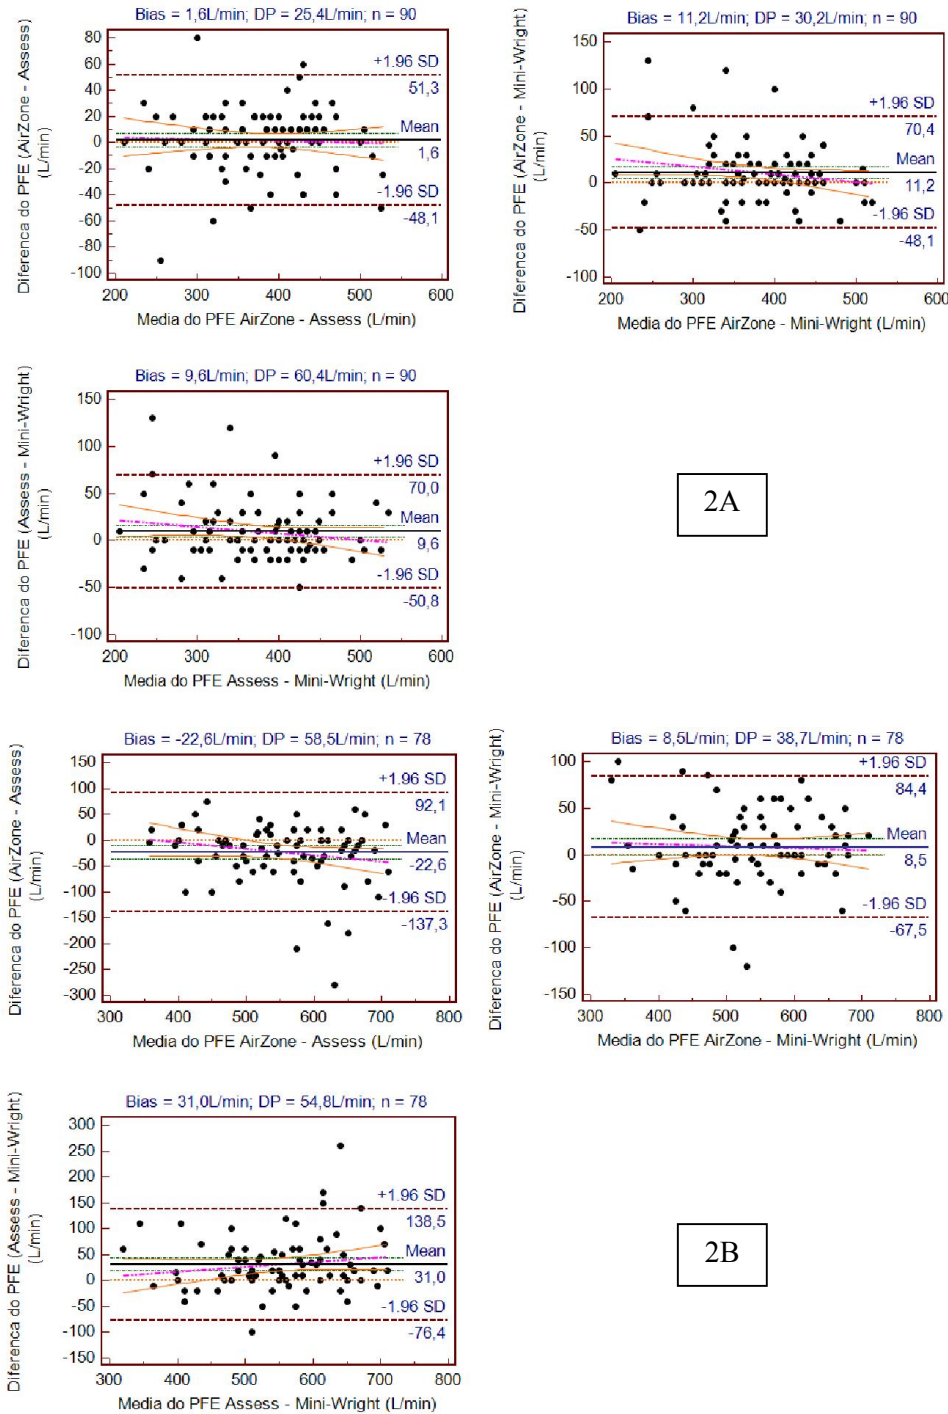 Bias = 1,6L/min; DP = 25,4L/min; n = 90
Diferenca do PFE (AirZone - Assess)
(L/min)
80
60
40
20
0
-20
-40
-60
-80
-100
+1.96 SD
51,3
Mean
1,6
-1.96 SD
-48,1
200
300
400
500
600
Media do PFE AirZone - Assess (L/min)
Bias = 11,2L/min; DP = 30,2L/min; n = 90
Diferenca do PFE (AirZone - Mini-Wright)
(L/min)
150
100
50
0
-50
-100
+1.96 SD
70,4
Mean
11,2
-1.96 SD
-48,1
200
300
400
500
600
Media do PFE AirZone - Mini-Wright (L/min)
Bias = 9,6L/min; DP = 60,4L/min; n = 90
Diferenca do PFE (Assess - Mini-Wright)
(L/min)
150
100
50
0
-50
-100
+1.96 SD
70,0
Mean
9,6
-1.96 SD
-50,8
200
300
400
500
600
Media do PFE Assess - Mini-Wright (L/min)
2A
Bias = -22,6L/min; DP = 58,5L/min; n = 78
Diferenca do PFE (AirZone - Assess)
(L/min)
150
100
50
0
-50
-100
-150
-200
-250
-300
+1.96 SD
92,1
Mean
-22,6
-1.96 SD
-137,3
300
400
500
600
700
800
Media do PFE AirZone - Assess (L/min)
Bias = 8,5L/min; DP = 38,7L/min; n = 78
Diferenca do PFE (AirZone - Mini-Wright)
(L/min)
100
50
0
-50
-100
-150
+1.96 SD
84,4
Mean
8,5
-1.96 SD
-67,5
300
400
500
600
700
800
Media do PFE AirZone - Mini-Wright (L/min)
Bias = 31,0L/min; DP = 54,8L/min; n = 78
Diferenca do PFE (Assess - Mini-Wright)
(L/min)
300
250
200
150
100
50
0
-50
-100
-150
+1.96 SD
138,5
Mean
31,0
-1.96 SD
-76,4
300
400
500
600
700
800
Media do PFE Assess - Mini-Wright (L/min)
2B